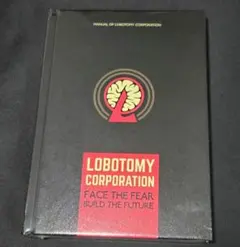 MANUAL OF LOBOTOMY CORPORATION
LOBOTOMY
CORPORATION
FACE THE FEAR
BUILD THE FUTURE